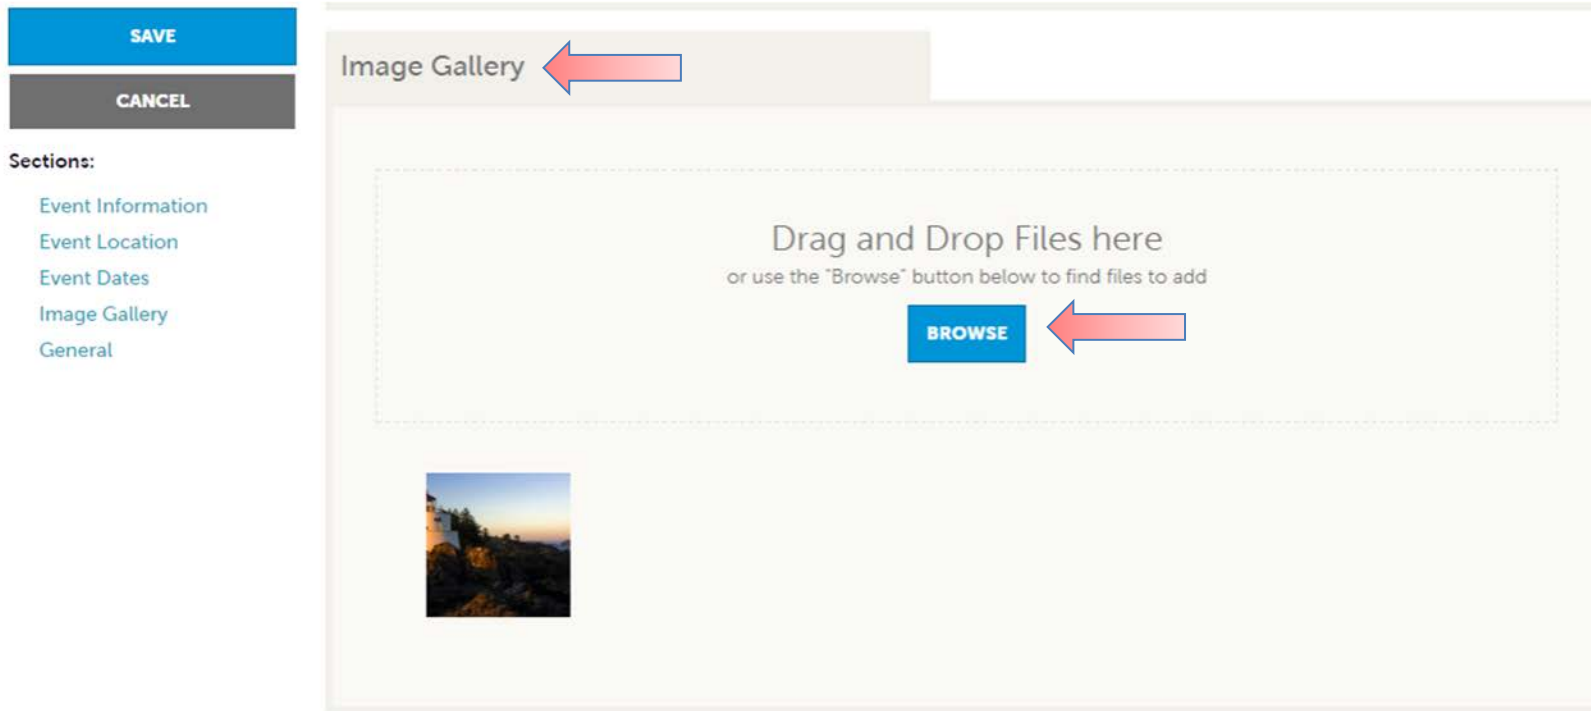 SAVE
CANCEL
Sections:
Event Information
Event Location
Event Dates
Image Gallery
General
Image Gallery
Drag and Drop Files here
or use the "Browse" button below to find files to add
BROWSE